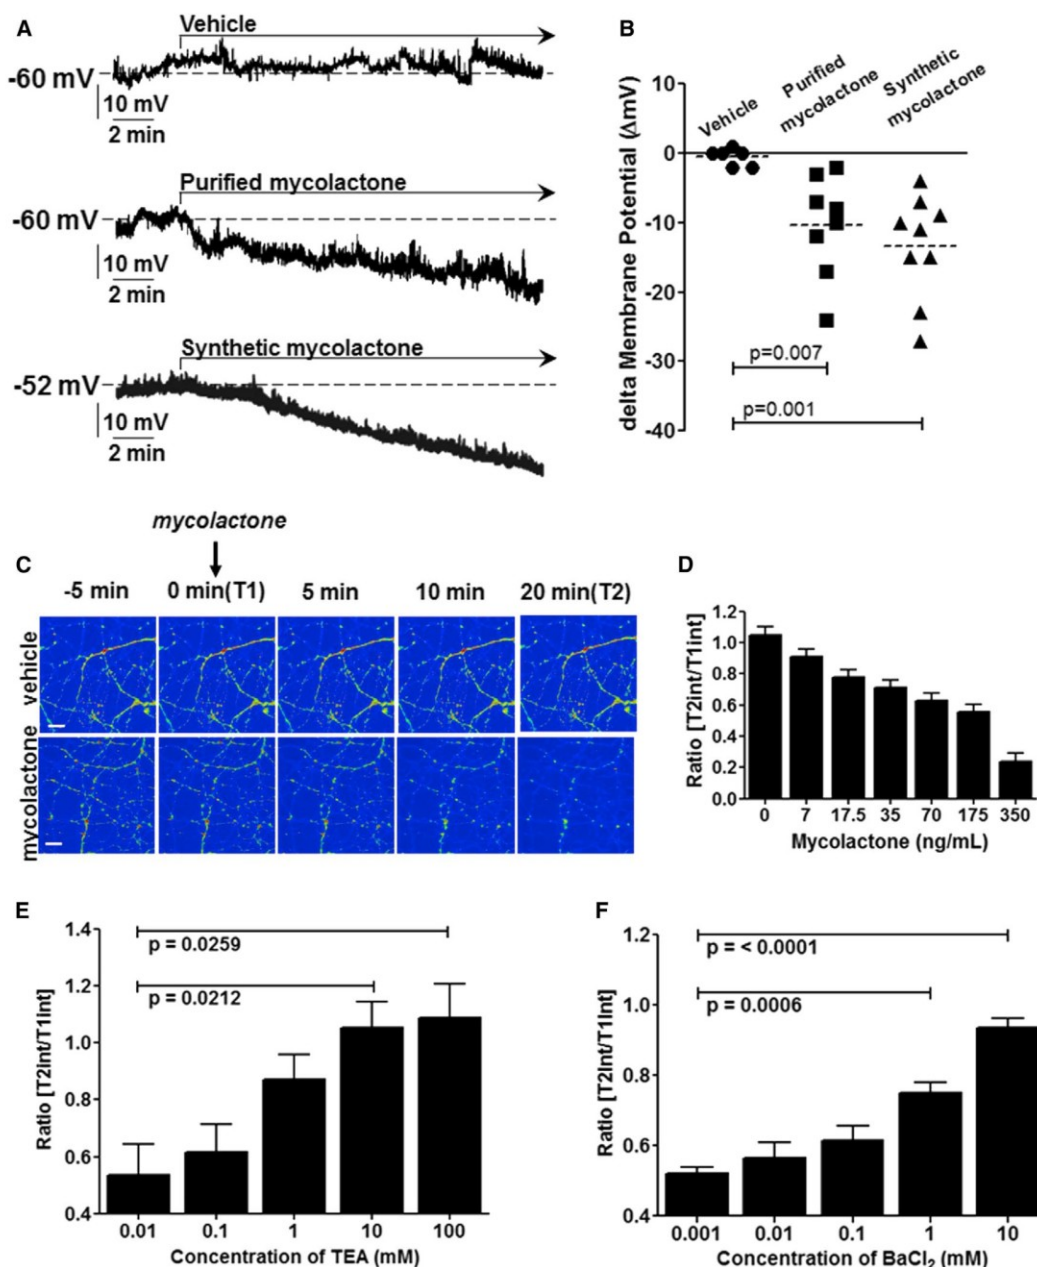 A
Vehicle
-60 mV
10 mV
2 min
Purified mycolactone
-60 mV
10 mV
2 min
Synthetic mycolactone
-52 mV
10 mV
2 min
B
delta Membrane Potential (ΔmV)
10
0
-10
-20
-30
-40
Vehicle
Purified
mycolactone
Synthetic
mycolactone
p=0.007
p=0.001
C
mycolactone
-5 min 0 min(T1) 5 min 10 min 20 min(T2)
vehicle
mycolactone
D
Ratio [T2int/T1int]
1.2
1.0
0.8
0.6
0.4
0.2
0.0
0 7 17.5 35 70 175 350
Mycolactone (ng/mL)
E
Ratio [T2Int/T1Int]
1.4
1.2
1.0
0.8
0.6
0.4
p = 0.0259
p = 0.0212
0.01 0.1 1 10 100
Concentration of TEA (mM)
F
Ratio [T2Int/T1Int]
1.2
1.0
0.8
0.6
0.4
p = < 0.0001
p = 0.0006
0.001 0.01 0.1 1 10
Concentration of BaCl₂ (mM)